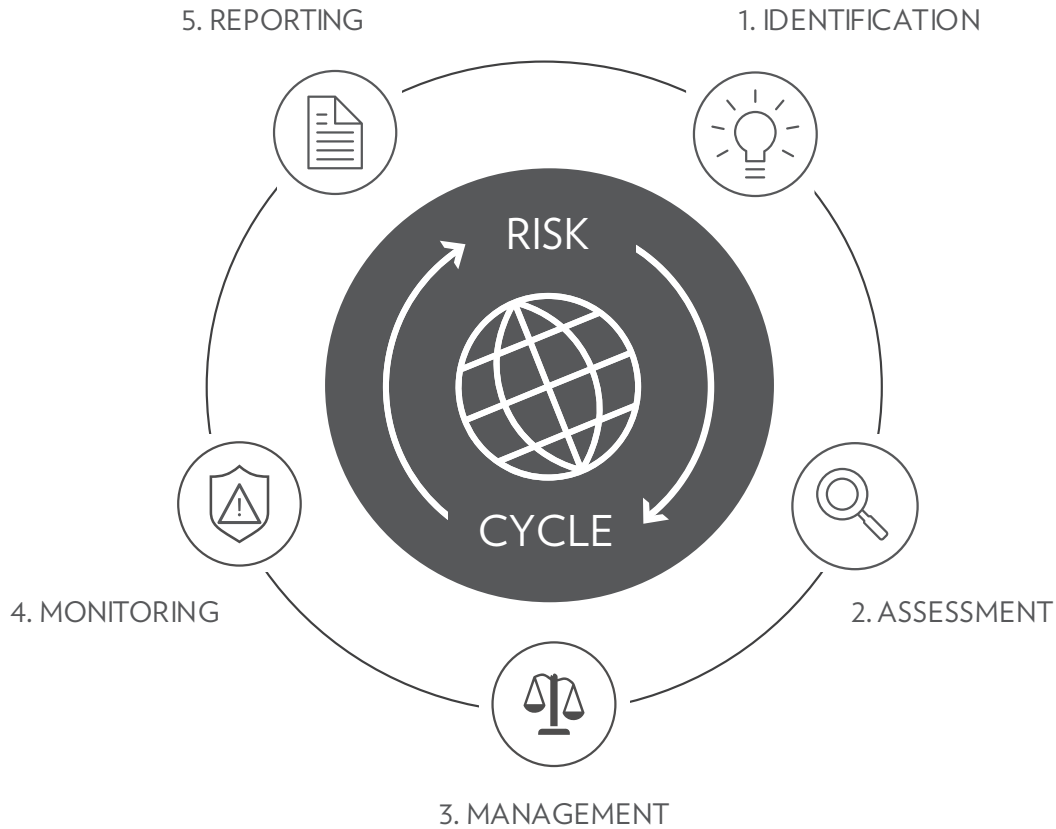 5. REPORTING
1. IDENTIFICATION
RISK
CYCLE
4. MONITORING
2. ASSESSMENT
3. MANAGEMENT